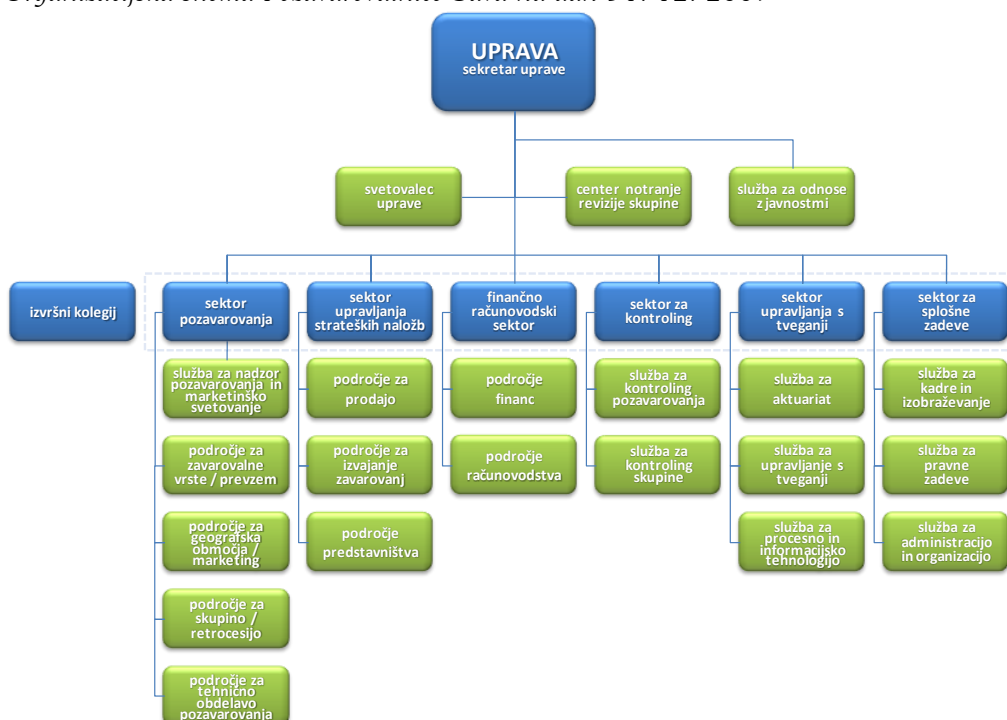 UPRAVA
sekretar uprave
svetovalec
uprave
center notranje
revizije skupine
služba za odnose
z javnostmi
izvršni kolegij
sektor
pozavarovanja
sektor
upravljanja
strateških naložb
finančno
računovodski
sektor
sektor za
kontroling
sektor
upravljanja s
tveganji
sektor za
splošne
zadeve
služba za nadzor
pozavarovanja in
marketinško
svetovanje
področje za
prodajo
področje
financ
služba za
kontroling
pozavarovanja
služba za
aktuariat
služba za
kadre in
izobraževanje
področje za
zavarovalne
vrste / prevzem
področje za
izvajanje
zavarovanj
področje
računovodstva
služba za
kontroling
skupine
služba za
upravljanje s
tveganji
služba za
pravne
zadeve
področje za
geografska
območja /
marketing
področje
predstavništva
služba za
procesno in
informacijsko
tehnologijo
služba za
administracijo
in organizacijo
področje za
skupino /
retrocesijo
področje za
tehnično
obdelavo
pozavarovanja